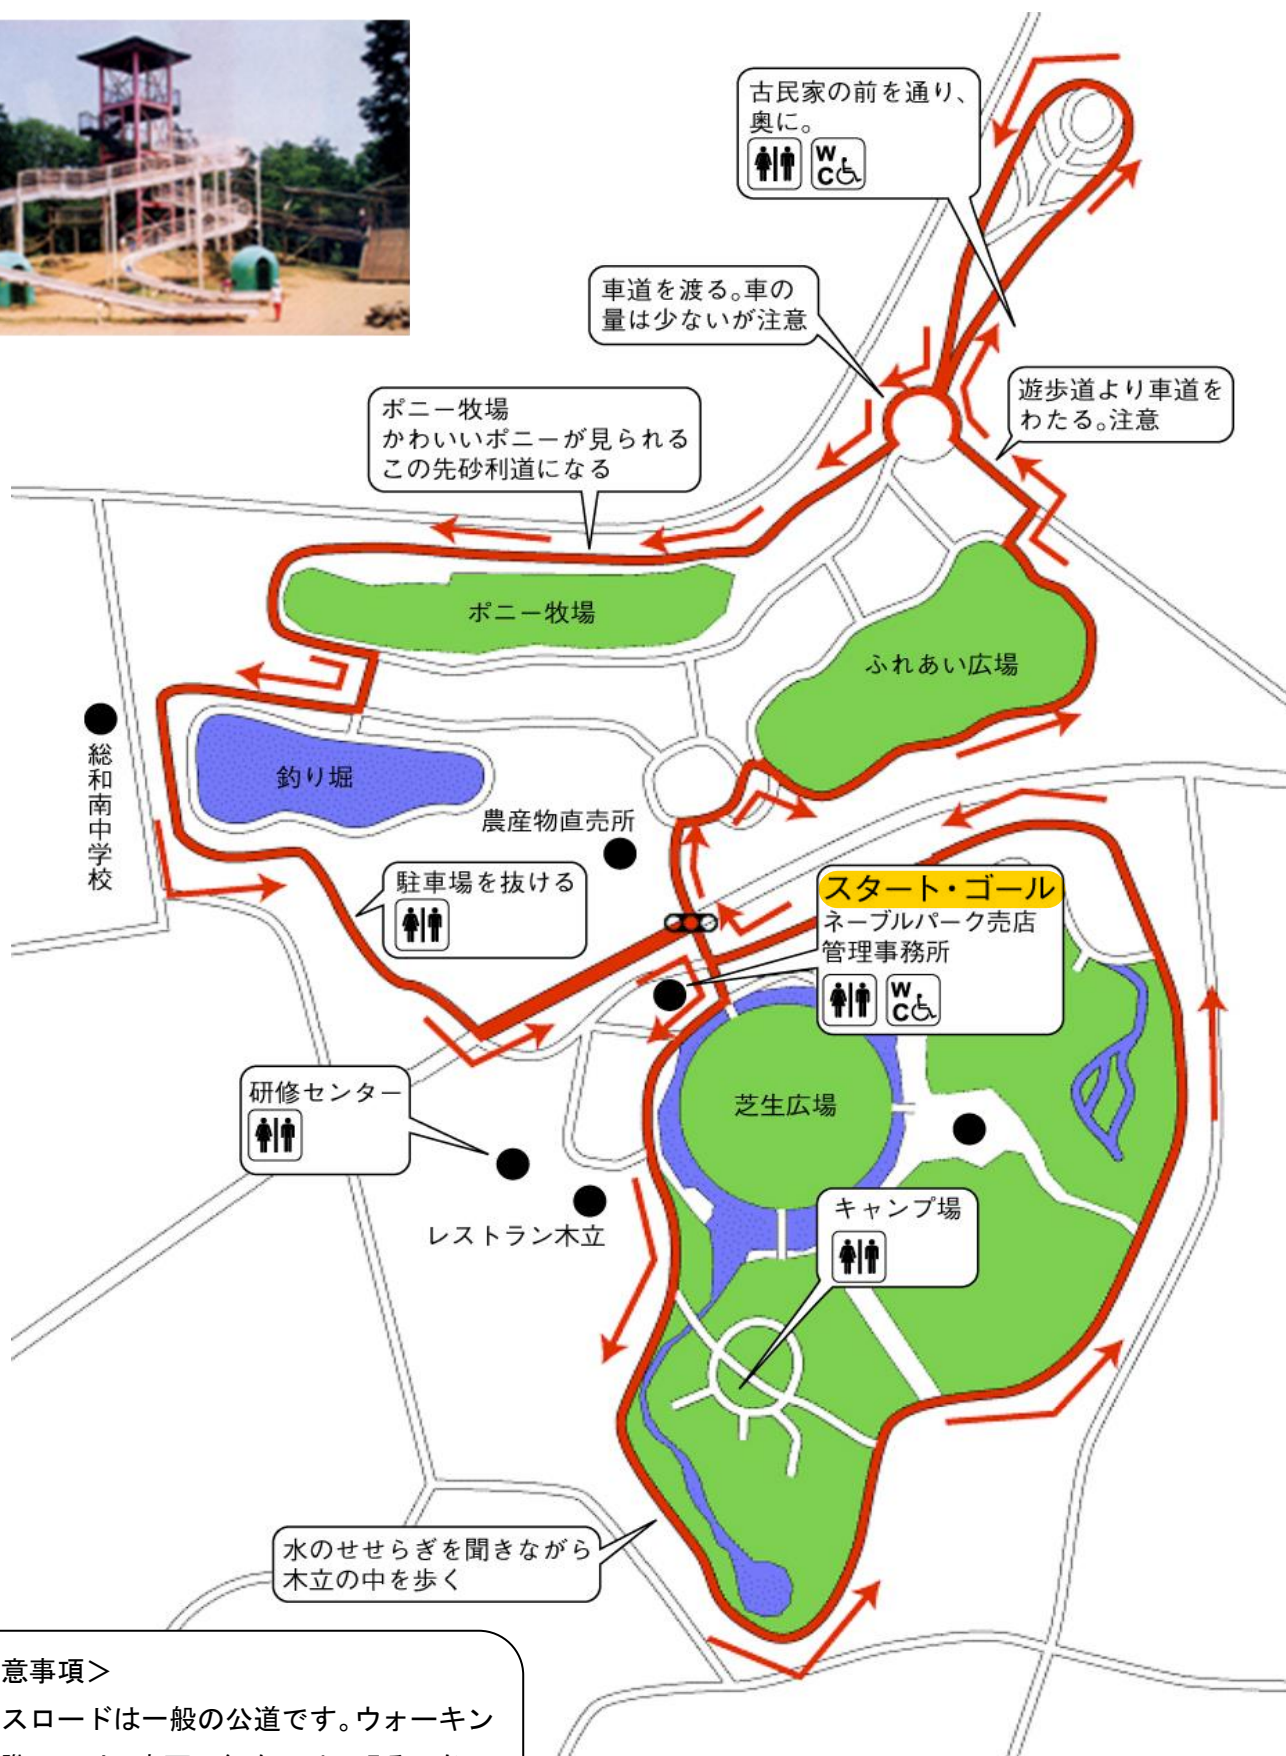 古民家の前を通り、
奥に。
WC
車道を渡る。車の
量は少ないが注意
遊歩道より車道を
わたる。注意
ポニー牧場
かわいいポニーが見られる
この先砂利道になる
ポニー牧場
ふれあい広場
総和南中学校
釣り堀
農産物直売所
駐車場を抜ける
スタート・ゴール
ネーブルパーク売店
管理事務所
WC
研修センター
芝生広場
レストラン木立
キャンプ場
水のせせらぎを聞きながら
木立の中を歩く
意事項＞
スロードは一般の公道です。ウォーキン